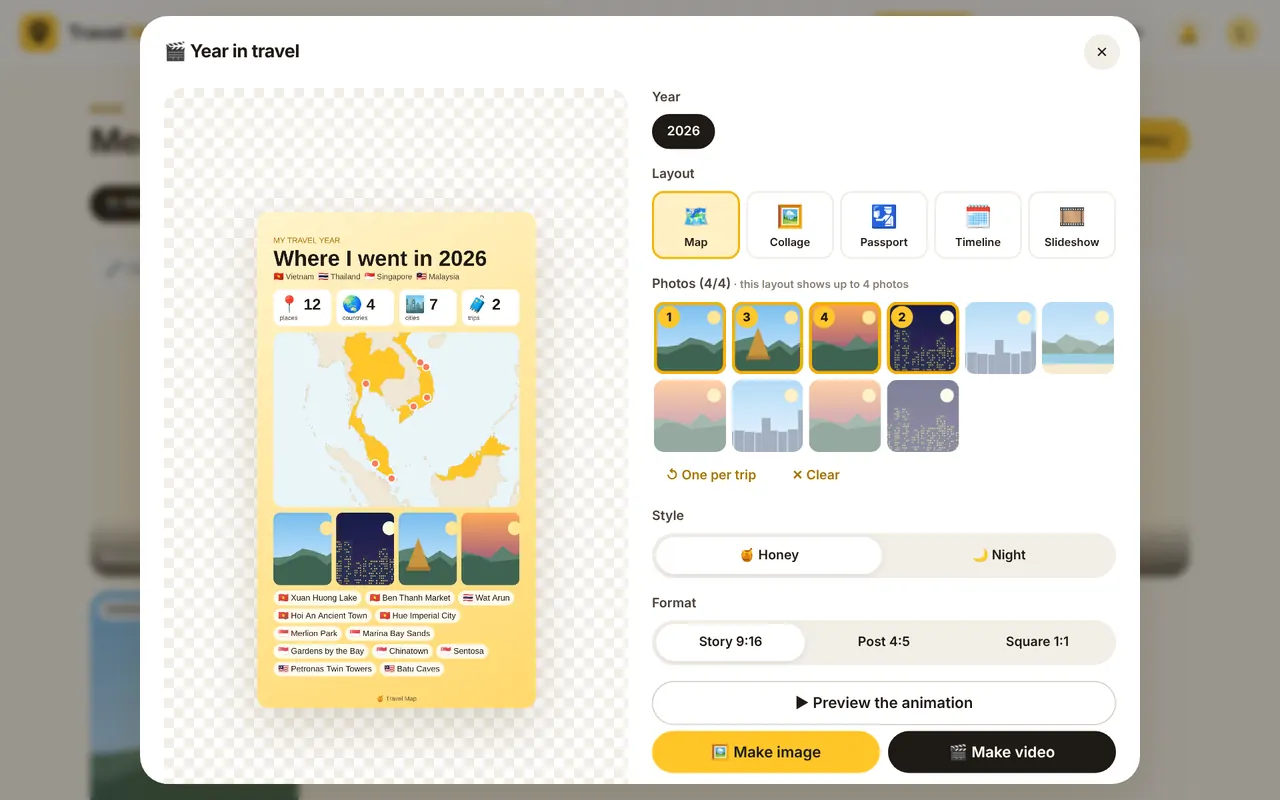 Travel
Me
🎬 Year in travel
✕
MY TRAVEL YEAR
Where I went in 2026
🇻🇳 Vietnam 🇹🇭 Thailand 🇸🇬 Singapore 🇲🇾 Malaysia
📍 12 places
🌏 4 countries
🏙️ 7 cities
🧳 2 trips
🇻🇳 Xuan Huong Lake 🇻🇳 Ben Thanh Market 🇹🇭 Wat Arun
🇻🇳 Hoi An Ancient Town 🇻🇳 Hue Imperial City
🇸🇬 Merlion Park 🇸🇬 Marina Bay Sands
🇸🇬 Gardens by the Bay 🇸🇬 Chinatown 🇸🇬 Sentosa
🇲🇾 Petronas Twin Towers 🇲🇾 Batu Caves
🍯 Travel Map
Year
2026
Layout
Map
Collage
Passport
Timeline
Slideshow
Photos (4/4) · this layout shows up to 4 photos
1 3 4 2
↺ One per trip ✕ Clear
Style
🍯 Honey 🌙 Night
Format
Story 9:16 Post 4:5 Square 1:1
▶ Preview the animation
🖼️ Make image 🎬 Make video